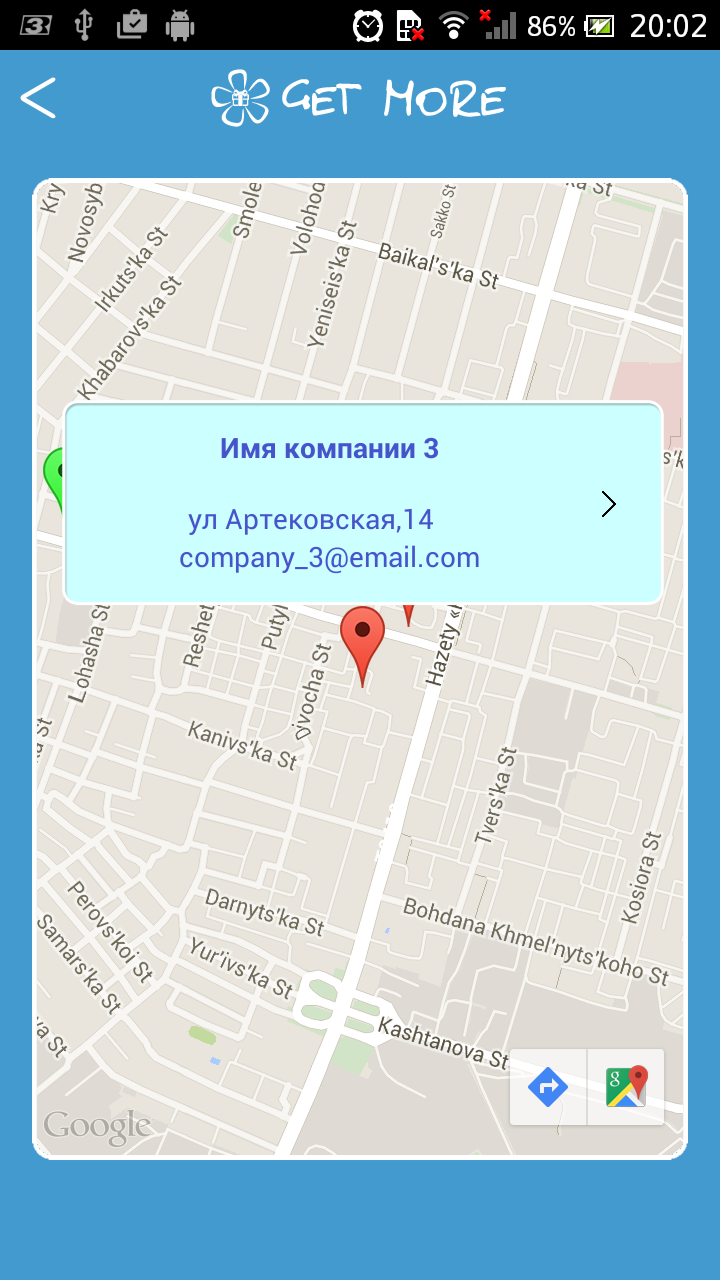 3
86%
20:02
GET MORE
Kry
Novosyb
Smole
Volohod
Sakko St
ka St
Irkuts'ka St
Yeniseis'ka St
Baikal's'ka St
Khabarovs'ka St
Имя компании 3
ул Артековская,14
company_3@email.com
s'k
Lohasha St
Reshet
Putyl
Divocha St
Hazety «
Kanivs'ka St
Tvers'ka St
Kosiora St
Perovs'koi St
Darnyts'ka St
Bohdana Khmel'nyts'koho St
Samars'ka St
Yur'ivs'ka St
Kashtanova St
Google
g